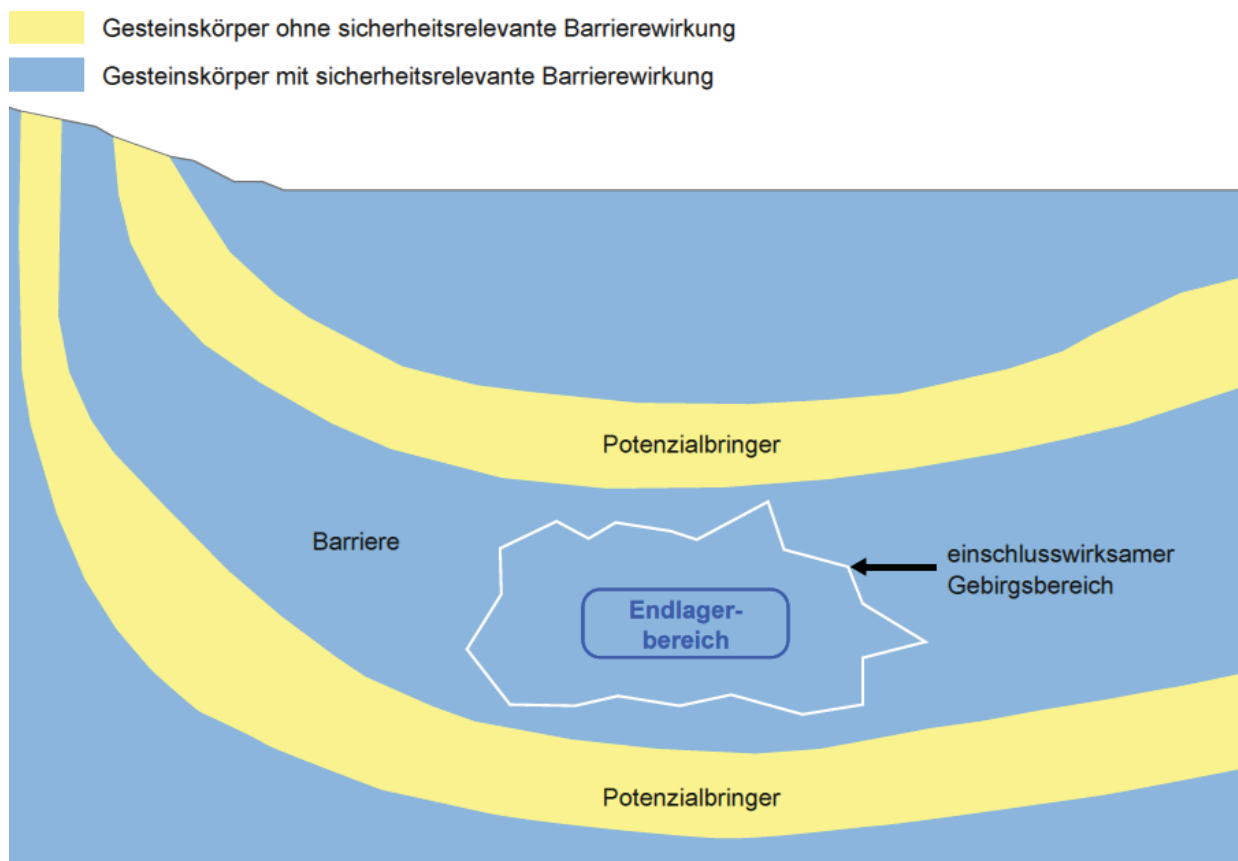 Gesteinskörper ohne sicherheitsrelevante Barrierewirkung
Gesteinskörper mit sicherheitsrelevante Barrierewirkung
Potenzialbringer
Barriere
einschlusswirksamer
Gebirgsbereich
Endlager-
bereich
Potenzialbringer